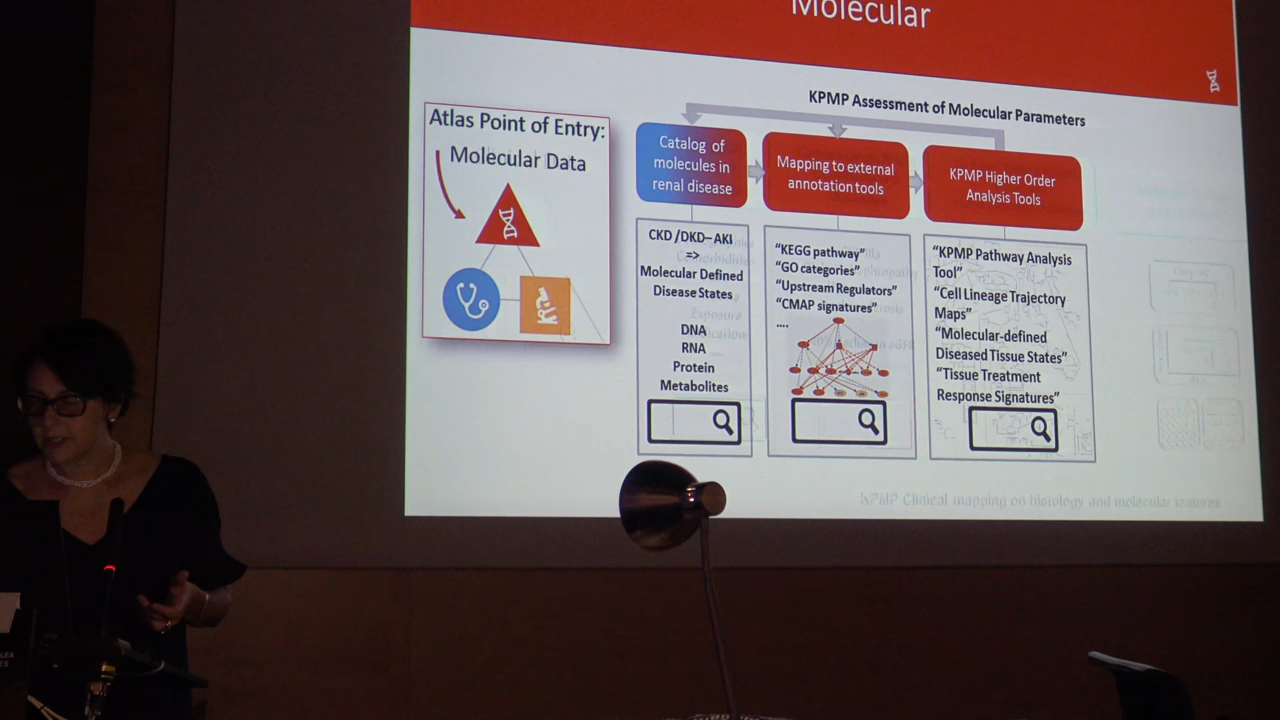 Molecular
KPMP Assessment of Molecular Parameters
Atlas Point of Entry:
Molecular Data
Catalog of
molecules in
renal disease
Mapping to external
annotation tools
KPMP Higher Order
Analysis Tools
CKD /DKD– AKI
=>
Molecular Defined
Disease States
DNA
RNA
Protein
Metabolites
“KEGG pathway”
“GO categories”
“Upstream Regulators”
“CMAP signatures”
....
“KPMP Pathway Analysis
Tool”
“Cell Lineage Trajectory
Maps”
“Molecular-defined
Diseased Tissue States”
“Tissue Treatment
Response Signatures”
KPMP Clinical mapping on histology and molecular features